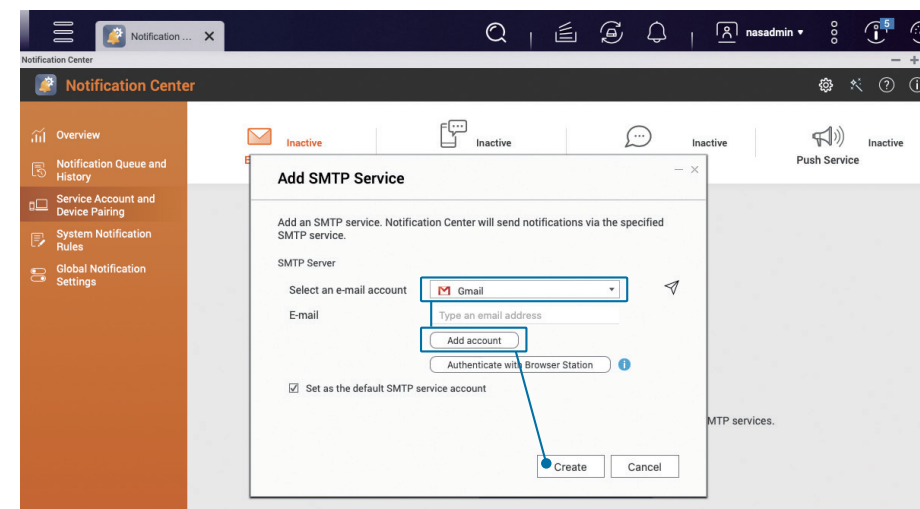 Notification ...
nasadmin
5
Notification Center
Notification Center
Overview
Notification Queue and
History
Service Account and
Device Pairing
System Notification
Rules
Global Notification
Settings
Inactive
Inactive
Inactive
Inactive
Push Service
Add SMTP Service
Add an SMTP service. Notification Center will send notifications via the specified
SMTP service.
SMTP Server
Select an e-mail account
Gmail
E-mail
Type an email address
Add account
Authenticate with Browser Station
Set as the default SMTP service account
MTP services.
Create
Cancel